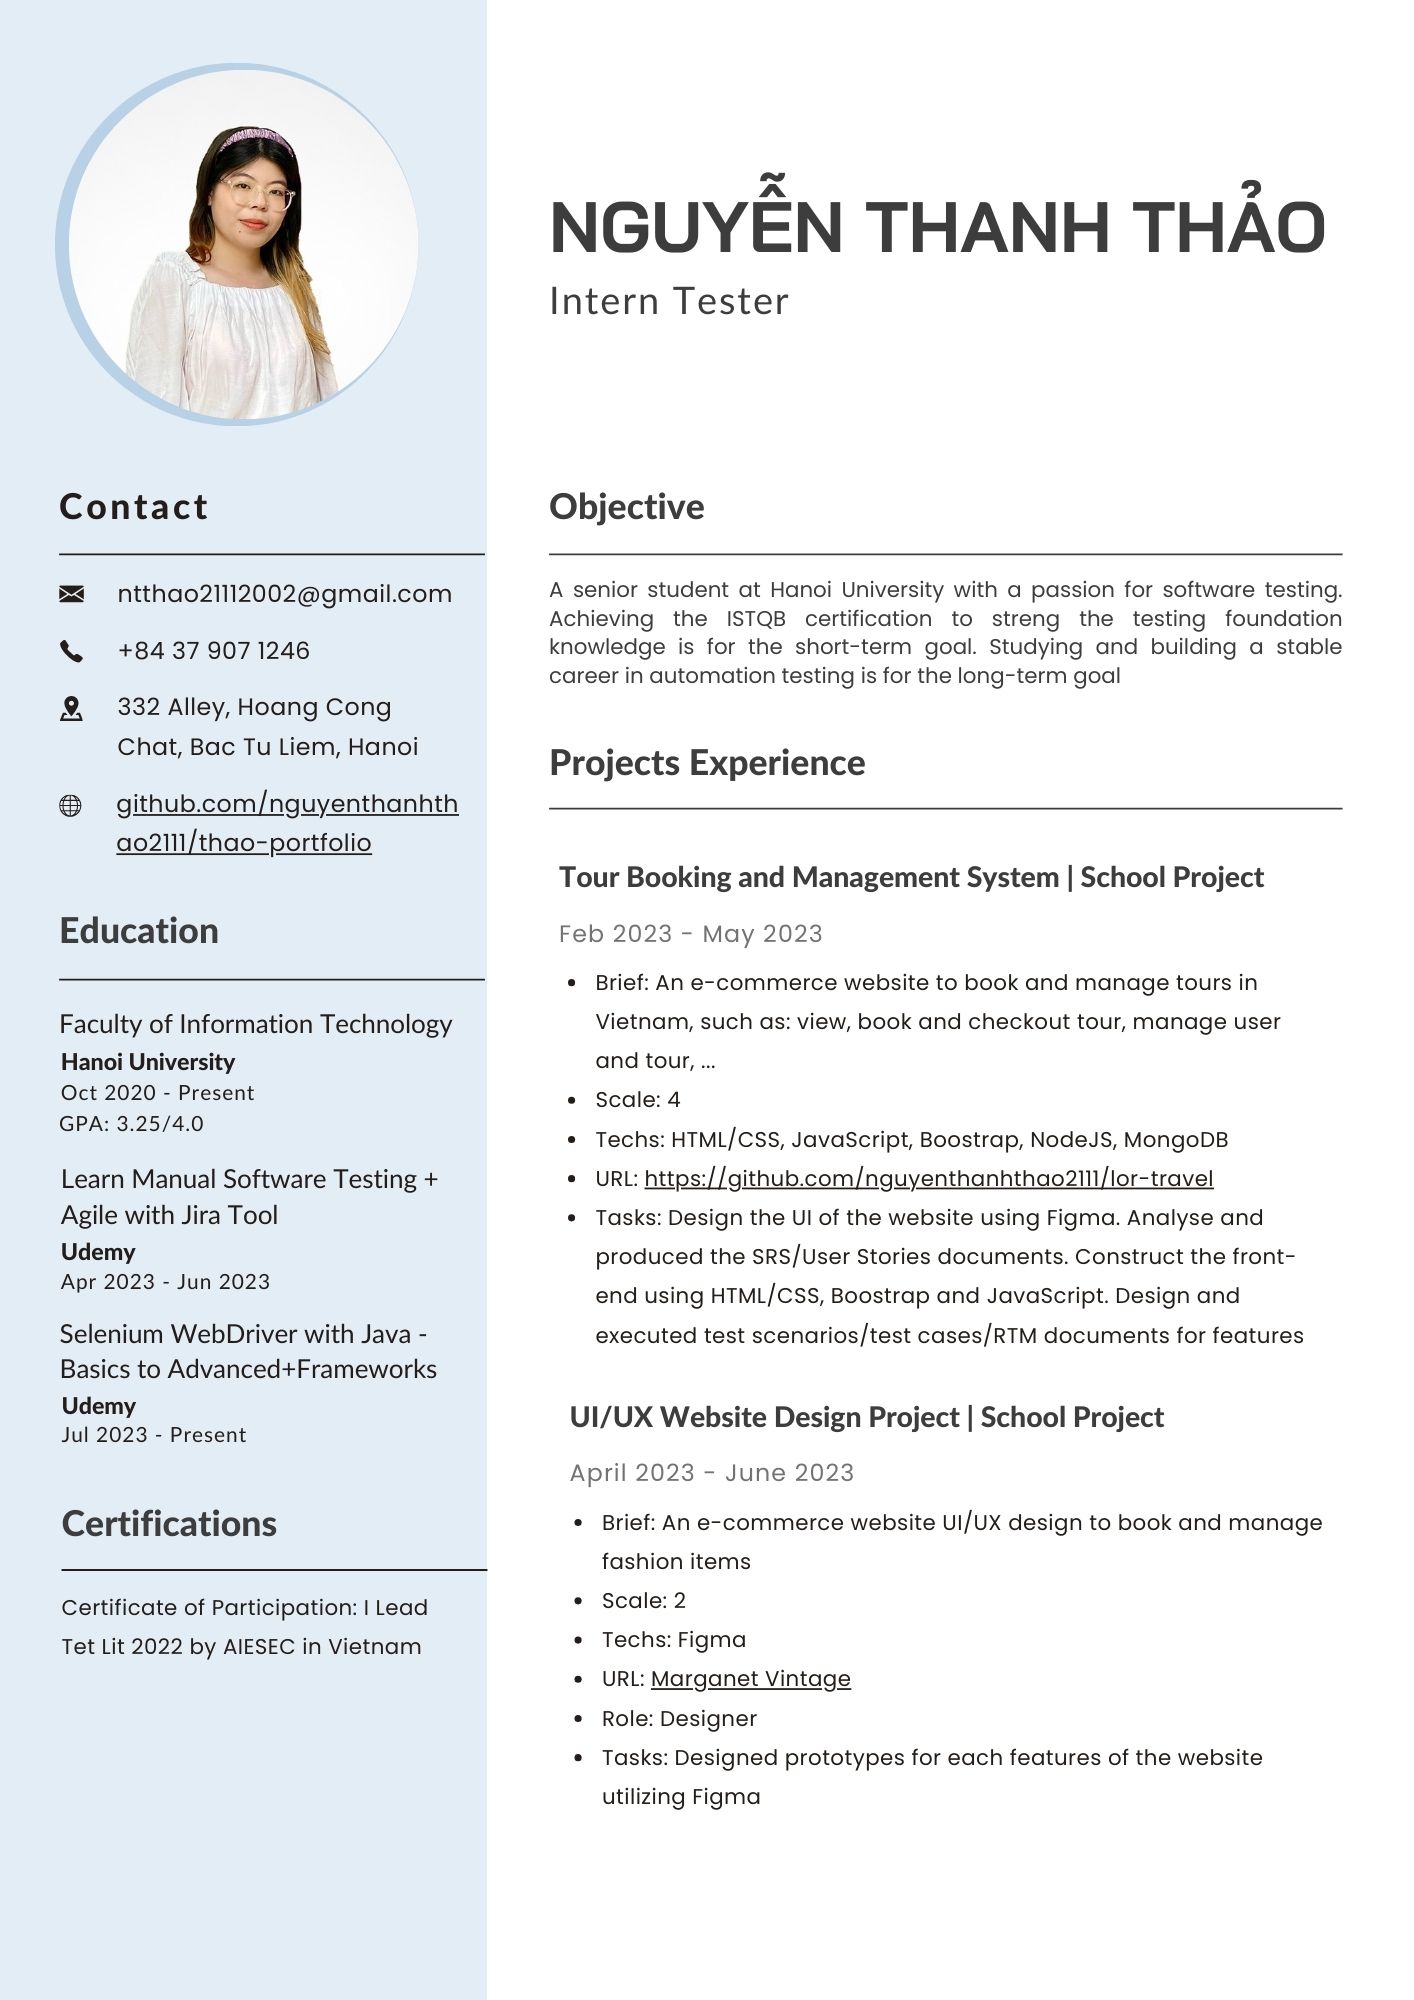 NGUYỄN THANH THẢO
Intern Tester
Contact
ntthao21112002@gmail.com
+84 37 907 1246
332 Alley, Hoang Cong
Chat, Bac Tu Liem, Hanoi
github.com/nguyenthanhth
ao2111/thao-portfolio
Education
Faculty of Information Technology
Hanoi University
Oct 2020 - Present
GPA: 3.25/4.0
Learn Manual Software Testing +
Agile with Jira Tool
Udemy
Apr 2023 - Jun 2023
Selenium WebDriver with Java -
Basics to Advanced+Frameworks
Udemy
Jul 2023 - Present
Certifications
Certificate of Participation: I Lead
Tet Lit 2022 by AIESEC in Vietnam
Objective
A senior student at Hanoi University with a passion for software testing.
Achieving the ISTQB certification to streng the testing foundation
knowledge is for the short-term goal. Studying and building a stable
career in automation testing is for the long-term goal
Projects Experience
Tour Booking and Management System | School Project
Feb 2023 - May 2023
• Brief: An e-commerce website to book and manage tours in
Vietnam, such as: view, book and checkout tour, manage user
and tour, ...
• Scale: 4
• Techs: HTML/CSS, JavaScript, Boostrap, NodeJS, MongoDB
• URL: https://github.com/nguyenthanhthao2111/lor-travel
• Tasks: Design the UI of the website using Figma. Analyse and
produced the SRS/User Stories documents. Construct the front-
end using HTML/CSS, Boostrap and JavaScript. Design and
executed test scenarios/test cases/RTM documents for features
UI/UX Website Design Project | School Project
April 2023 - June 2023
• Brief: An e-commerce website UI/UX design to book and manage
fashion items
• Scale: 2
• Techs: Figma
• URL: Marganet Vintage
• Role: Designer
• Tasks: Designed prototypes for each features of the website
utilizing Figma